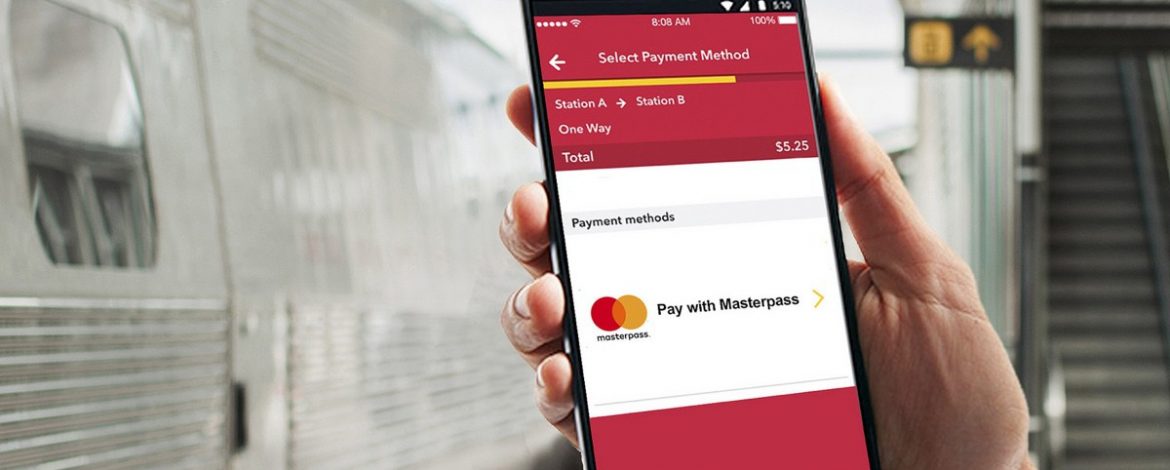 5:10
8:08 AM
100%
Select Payment Method
Station A → Station B
One Way
Total $5.25
Payment methods
masterpass.
Pay with Masterpass